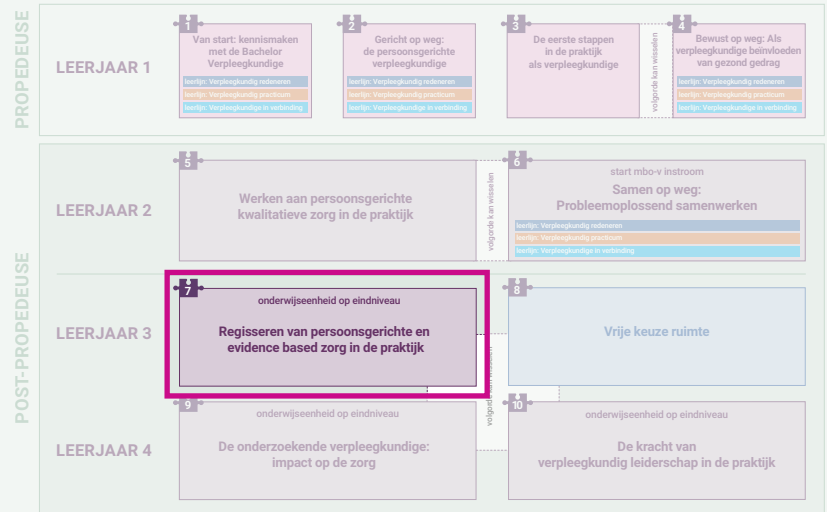 PROPEDEUSE
LEERJAAR 1
1
Van start: kennismaken
met de Bachelor
Verpleegkundige
leerlijn: Verpleegkundig redeneren
leerlijn: Verpleegkundig practicum
leerlijn: Verpleegkundige in verbinding
2
Gericht op weg:
de persoonsgerichte
verpleegkundige
leerlijn: Verpleegkundig redeneren
leerlijn: Verpleegkundig practicum
leerlijn: Verpleegkundige in verbinding
3
De eerste stappen
in de praktijk
als verpleegkundige
volgorde kan wisselen
4
Bewust op weg: Als
verpleegkundige beïnvloeden
van gezond gedrag
leerlijn: Verpleegkundig redeneren
leerlijn: Verpleegkundig practicum
leerlijn: Verpleegkundige in verbinding
POST-PROPEDEUSE
LEERJAAR 2
5
Werken aan persoonsgerichte
kwalitatieve zorg in de praktijk
volgorde kan wisselen
6
start mbo-v instroom
Samen op weg:
Probleemoplossend samenwerken
leerlijn: Verpleegkundig redeneren
leerlijn: Verpleegkundig practicum
leerlijn: Verpleegkundige in verbinding
LEERJAAR 3
7
onderwijseenheid op eindniveau
Regisseren van persoonsgerichte en
evidence based zorg in de praktijk
8
Vrije keuze ruimte
volgorde kan wisselen
LEERJAAR 4
9
onderwijseenheid op eindniveau
De onderzoekende verpleegkundige:
impact op de zorg
10
onderwijseenheid op eindniveau
De kracht van
verpleegkundig leiderschap in de praktijk